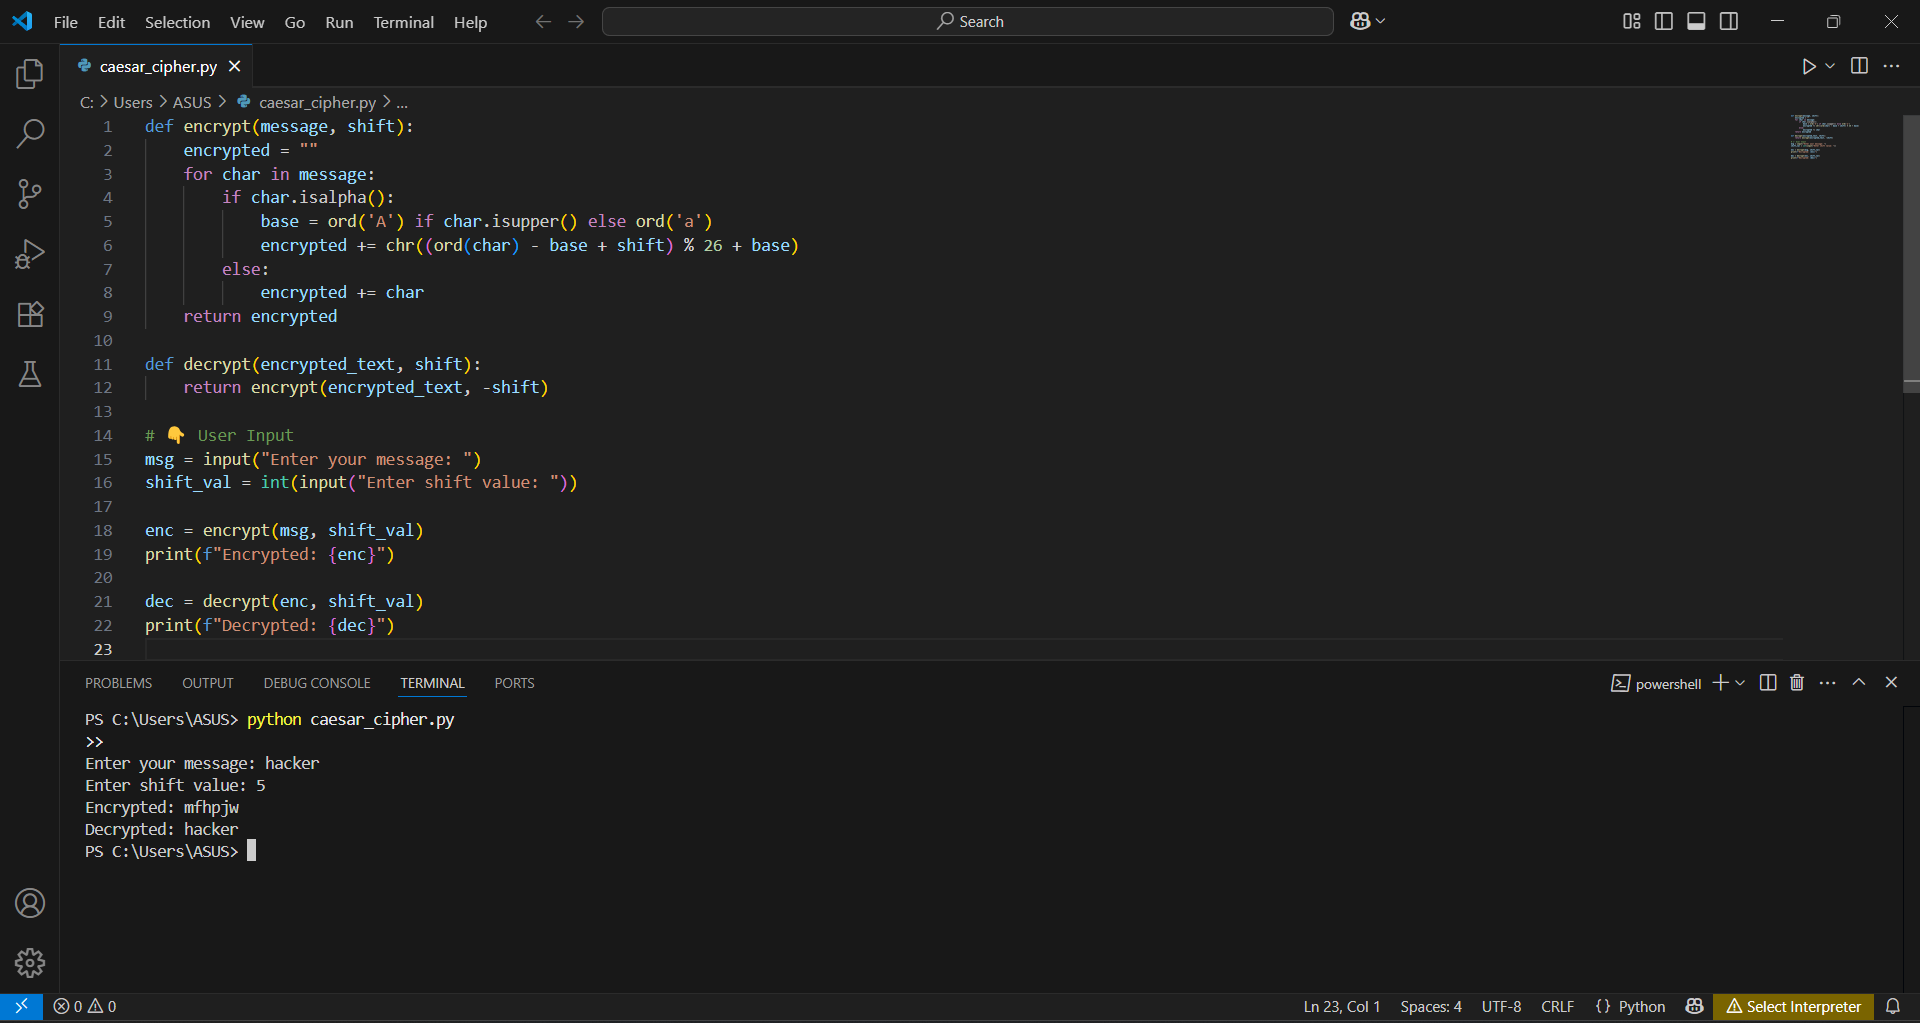 File Edit Selection View Go Run Terminal Help Search
caesar_cipher.py
C: > Users > ASUS > caesar_cipher.py > ...
1 def encrypt(message, shift):
2     encrypted = ""
3     for char in message:
4         if char.isalpha():
5             base = ord('A') if char.isupper() else ord('a')
6             encrypted += chr((ord(char) - base + shift) % 26 + base)
7         else:
8             encrypted += char
9     return encrypted
10
11 def decrypt(encrypted_text, shift):
12     return encrypt(encrypted_text, -shift)
13
14 # 👇 User Input
15 msg = input("Enter your message: ")
16 shift_val = int(input("Enter shift value: "))
17
18 enc = encrypt(msg, shift_val)
19 print(f"Encrypted: {enc}")
20
21 dec = decrypt(enc, shift_val)
22 print(f"Decrypted: {dec}")
23
PROBLEMS OUTPUT DEBUG CONSOLE TERMINAL PORTS powershell
PS C:\Users\ASUS> python caesar_cipher.py
>>
Enter your message: hacker
Enter shift value: 5
Encrypted: mfhpjw
Decrypted: hacker
PS C:\Users\ASUS>
0 0 Ln 23, Col 1 Spaces: 4 UTF-8 CRLF {} Python Select Interpreter